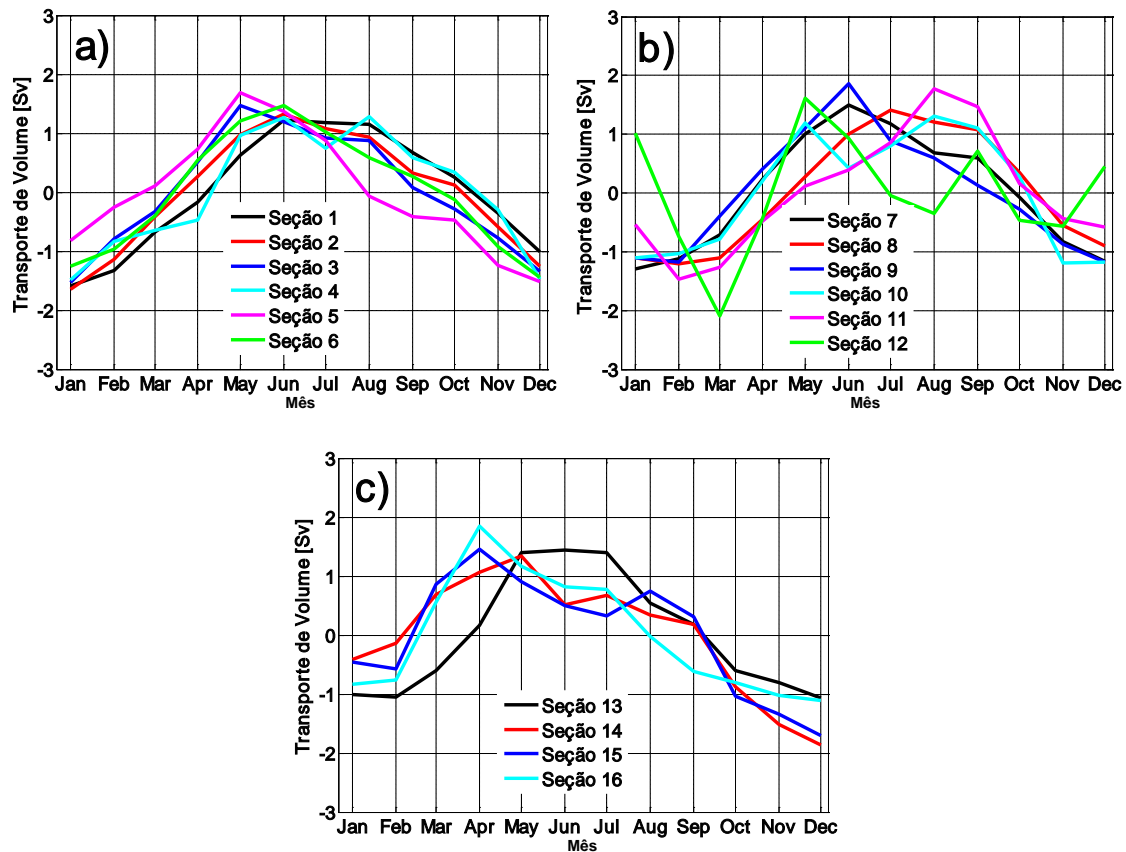 a)
Transporte de Volume [Sv]
3
2
1
0
-1
-2
-3
Seção 1
Seção 2
Seção 3
Seção 4
Seção 5
Seção 6
Jan Feb Mar Apr May Jun Jul Aug Sep Oct Nov Dec
Mês
b)
Transporte de Volume [Sv]
3
2
1
0
-1
-2
-3
Seção 7
Seção 8
Seção 9
Seção 10
Seção 11
Seção 12
Jan Feb Mar Apr May Jun Jul Aug Sep Oct Nov Dec
Mês
c)
Transporte de Volume [Sv]
3
2
1
0
-1
-2
-3
Seção 13
Seção 14
Seção 15
Seção 16
Jan Feb Mar Apr May Jun Jul Aug Sep Oct Nov Dec
Mês